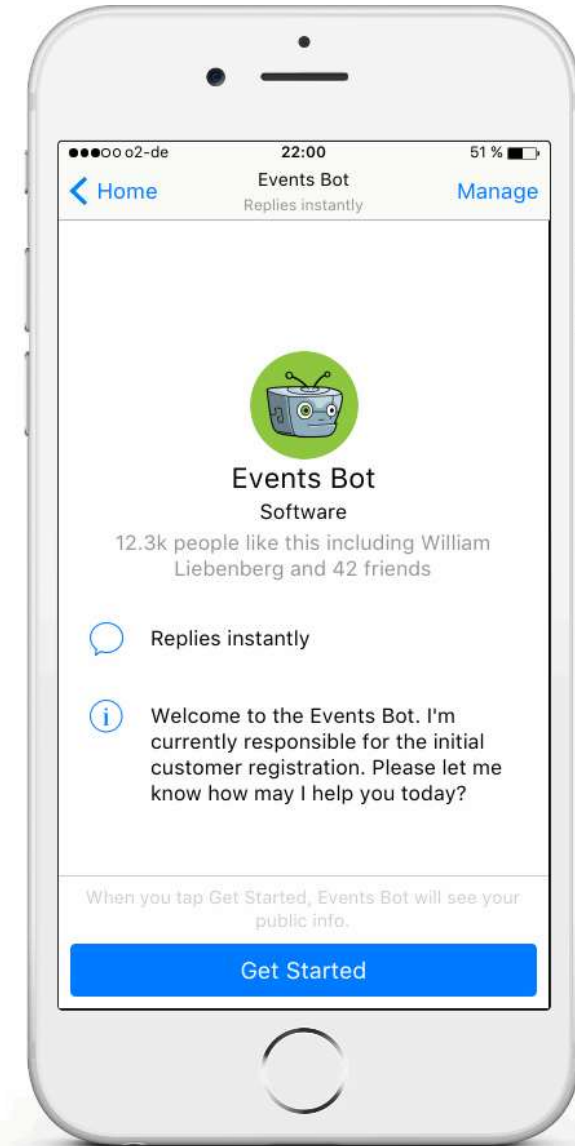 o2-de 22:00 51 %
Home Events Bot Manage
Replies instantly
Events Bot
Software
12.3k people like this including William
Liebenberg and 42 friends
Replies instantly
i Welcome to the Events Bot. I'm
currently responsible for the initial
customer registration. Please let me
know how may I help you today?
When you tap Get Started, Events Bot will see your
public info.
Get Started